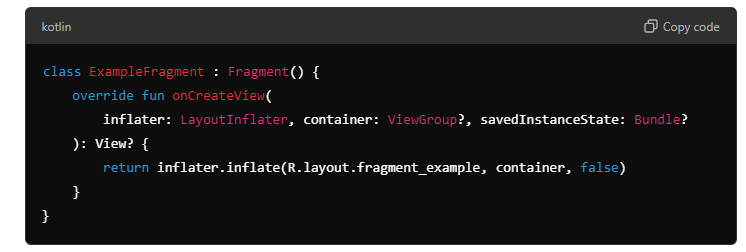 kotlin
Copy code
class ExampleFragment : Fragment() {
    override fun onCreateView(
        inflater: LayoutInflater, container: ViewGroup?, savedInstanceState: Bundle?
    ): View? {
        return inflater.inflate(R.layout.fragment_example, container, false)
    }
}